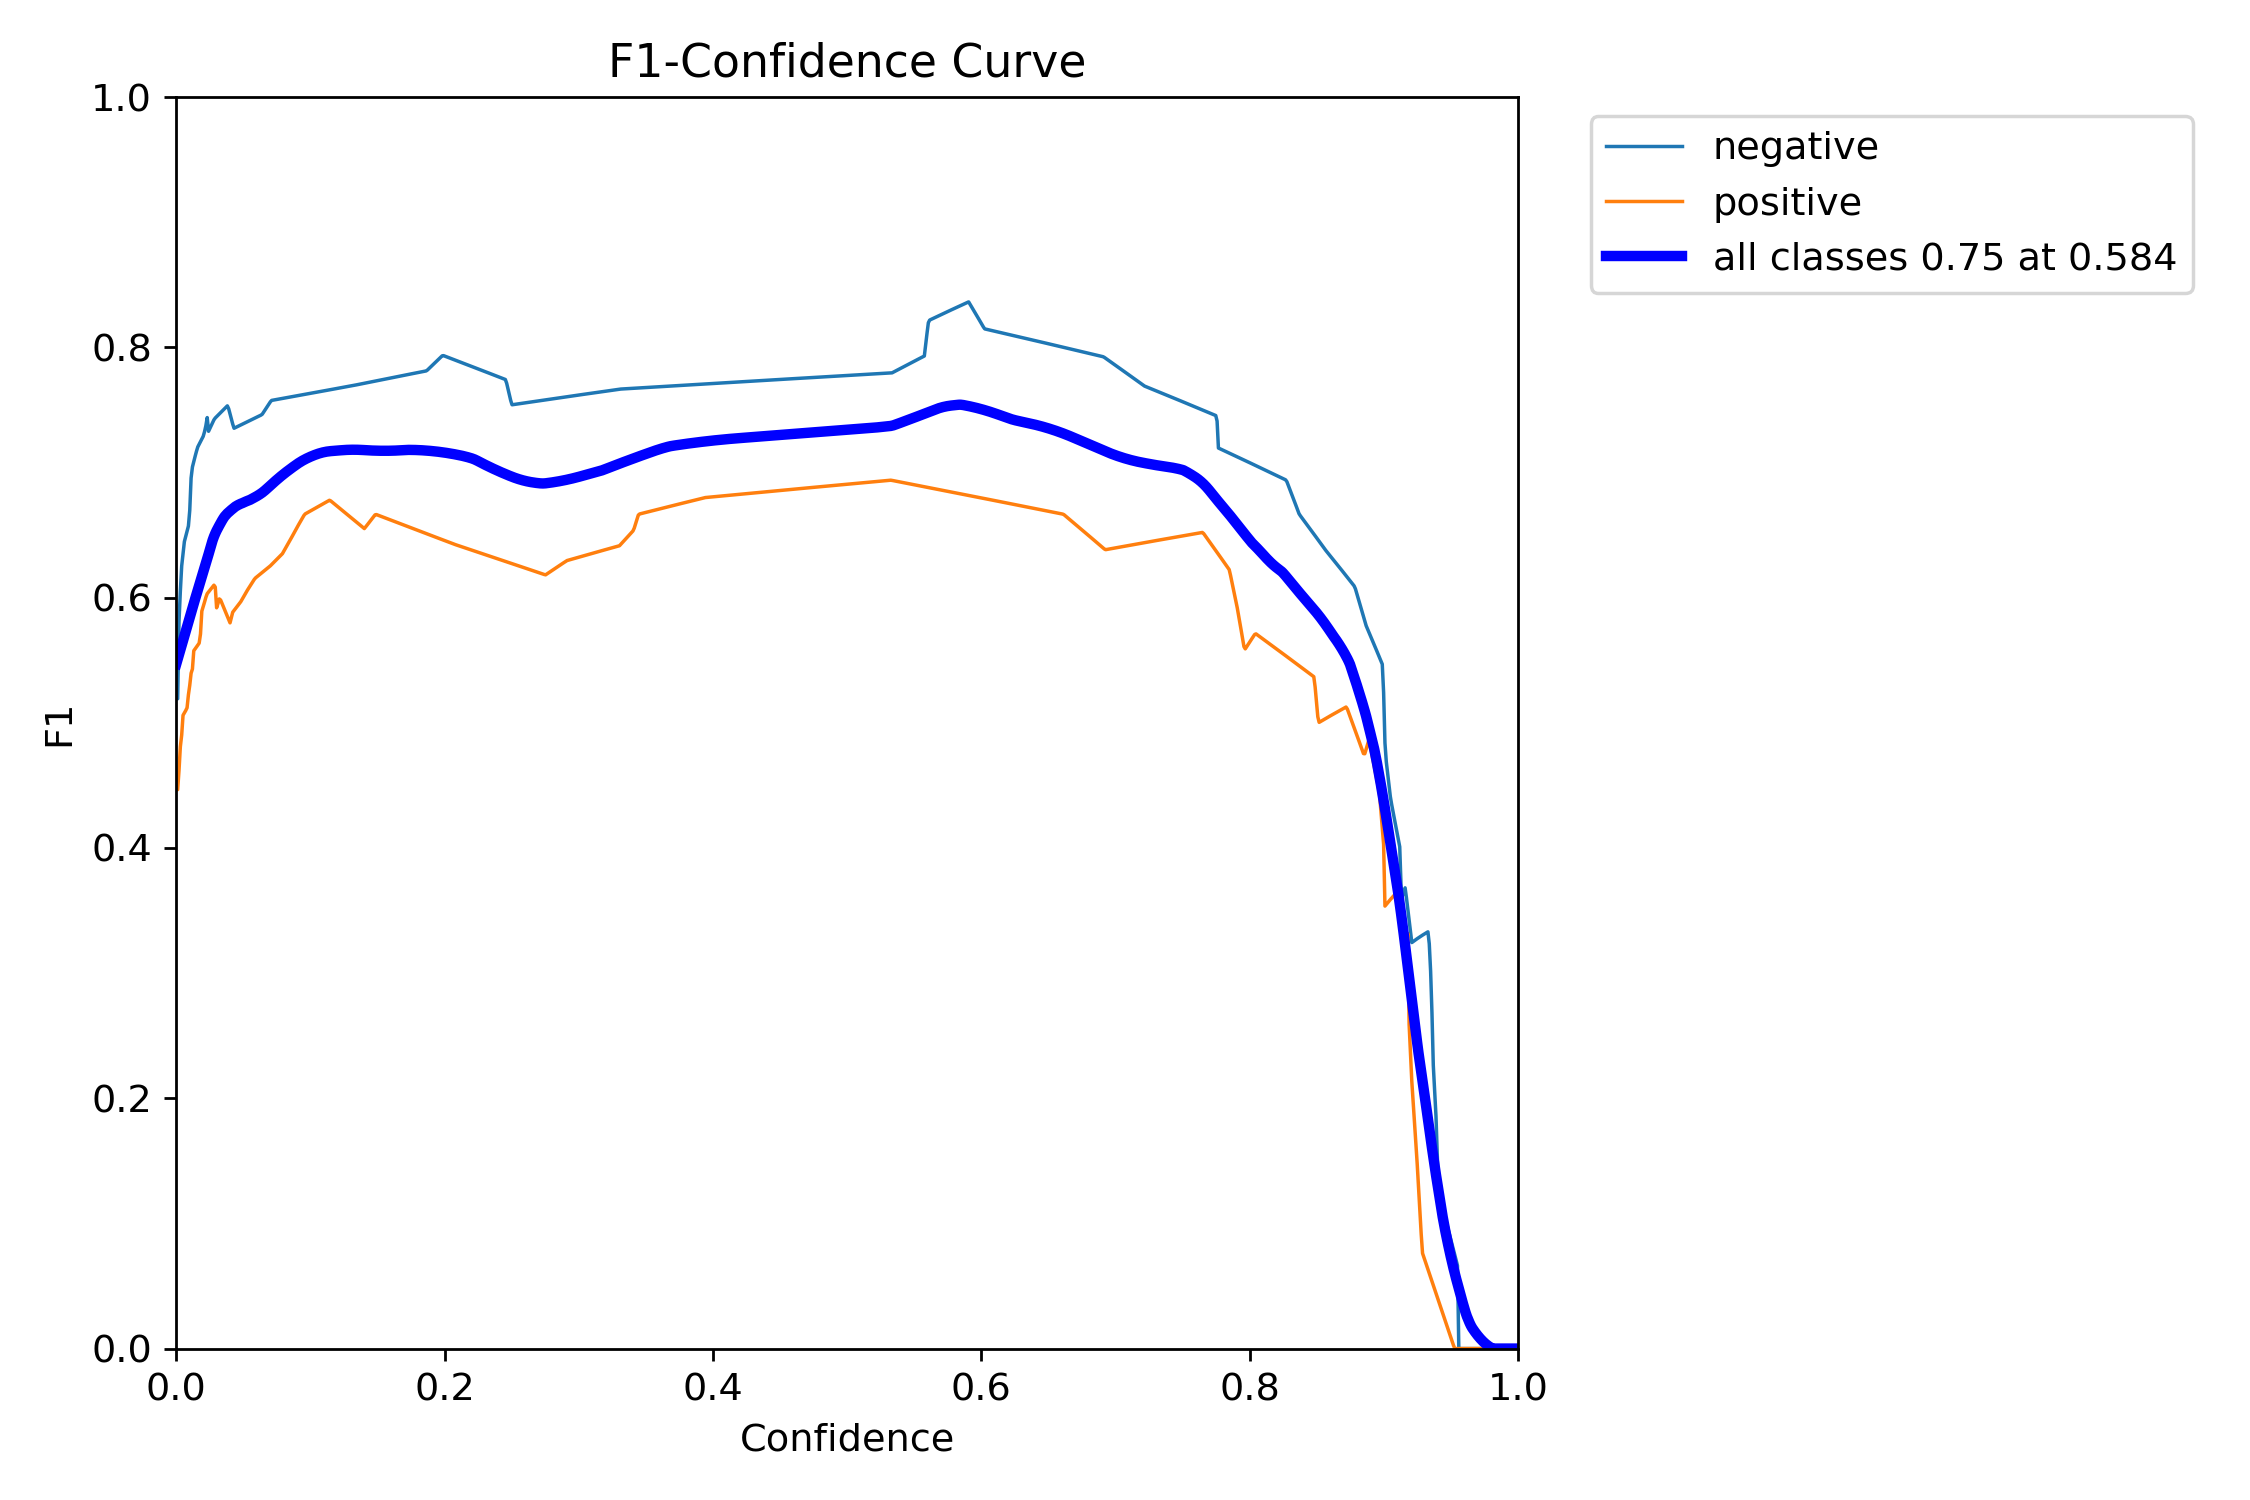 F1-Confidence Curve
1.0
0.8
0.6
0.4
0.2
0.0
F1
0.0 0.2 0.4 0.6 0.8 1.0
Confidence
negative
positive
all classes 0.75 at 0.584